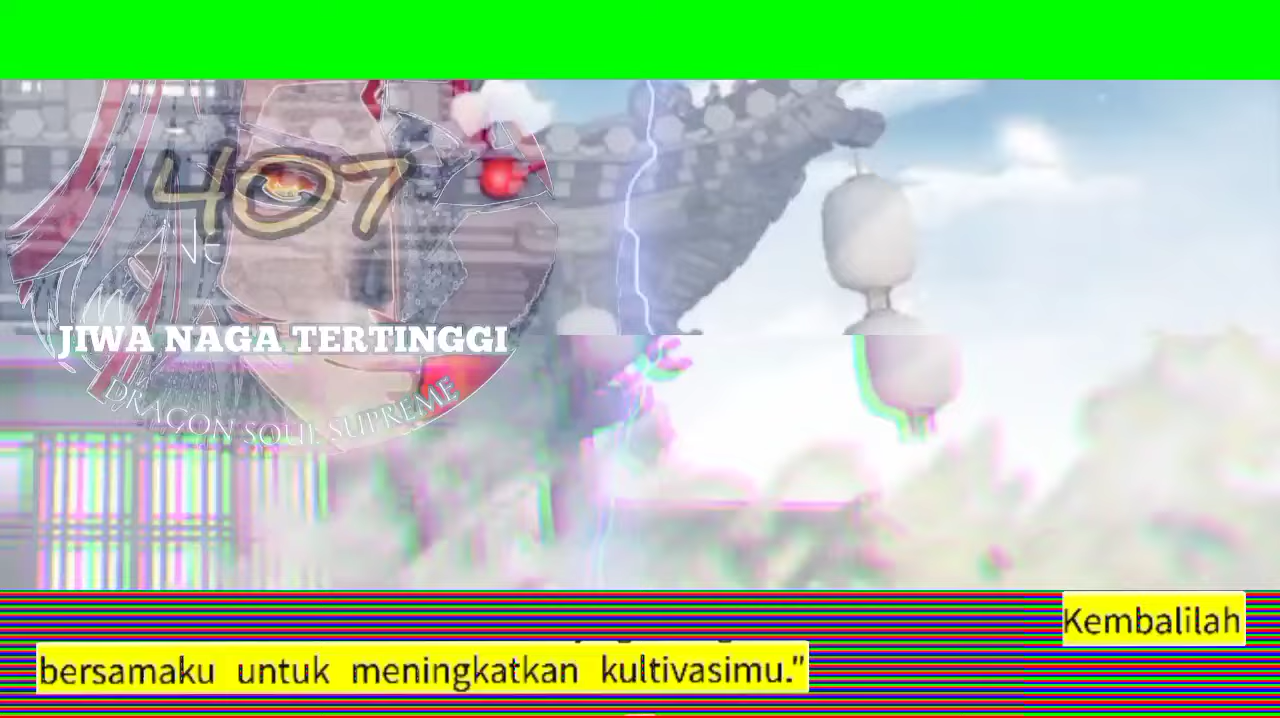 407
JIWA NAGA TERTINGGI
DRAGON SOUL SUPREME
Kembalilah
bersamaku untuk meningkatkan kultivasimu."